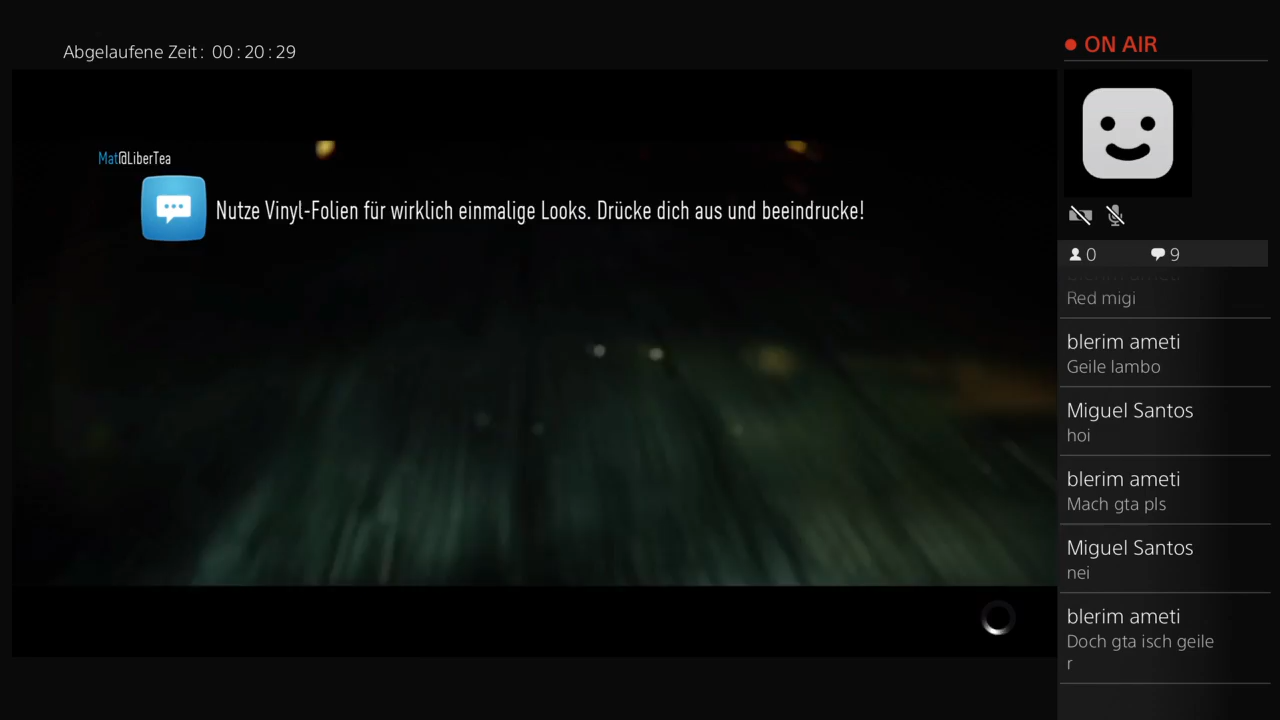 Abgelaufene Zeit: 00:20:29
ON AIR
Mat@LiberTea
Nutze Vinyl-Folien für wirklich einmalige Looks. Drücke dich aus und beeindrucke!
0 9
blerim ameti
Red migi
blerim ameti
Geile lambo
Miguel Santos
hoi
blerim ameti
Mach gta pls
Miguel Santos
nei
blerim ameti
Doch gta isch geile
r